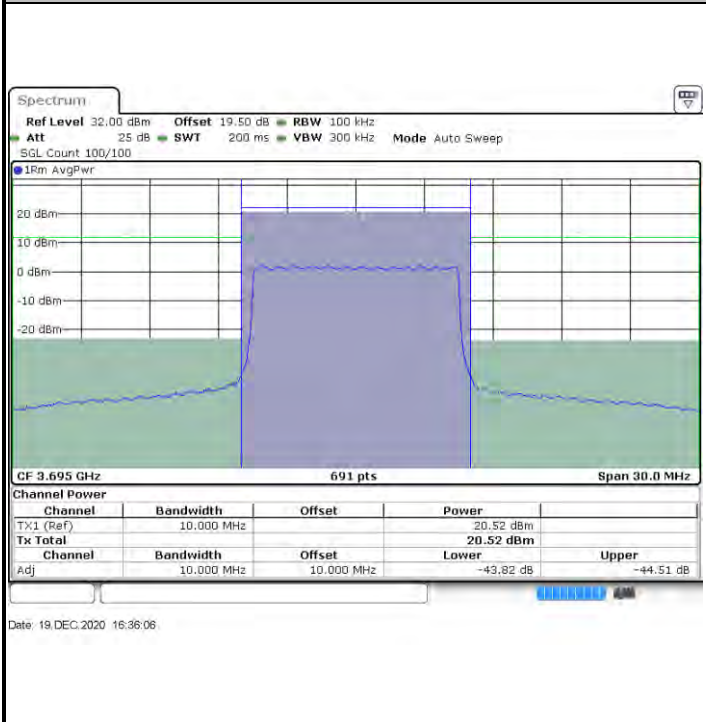 Spectrum
Ref Level 32.00 dBm Offset 19.50 dB RBW 100 kHz
Att 25 dB SWT 200 ms VBW 300 kHz Mode Auto Sweep
SGL Count 100/100
1Rm AvgPwr
20 dBm
10 dBm
0 dBm
-10 dBm
-20 dBm
CF 3.695 GHz 691 pts Span 30.0 MHz
Channel Power
Channel Bandwidth Offset Power
TX1 (Ref) 10.000 MHz 20.52 dBm
Tx Total 20.52 dBm
Channel Bandwidth Offset Lower Upper
Adj 10.000 MHz 10.000 MHz -43.82 dB -44.51 dB
Date: 19.DEC.2020 16:36:06